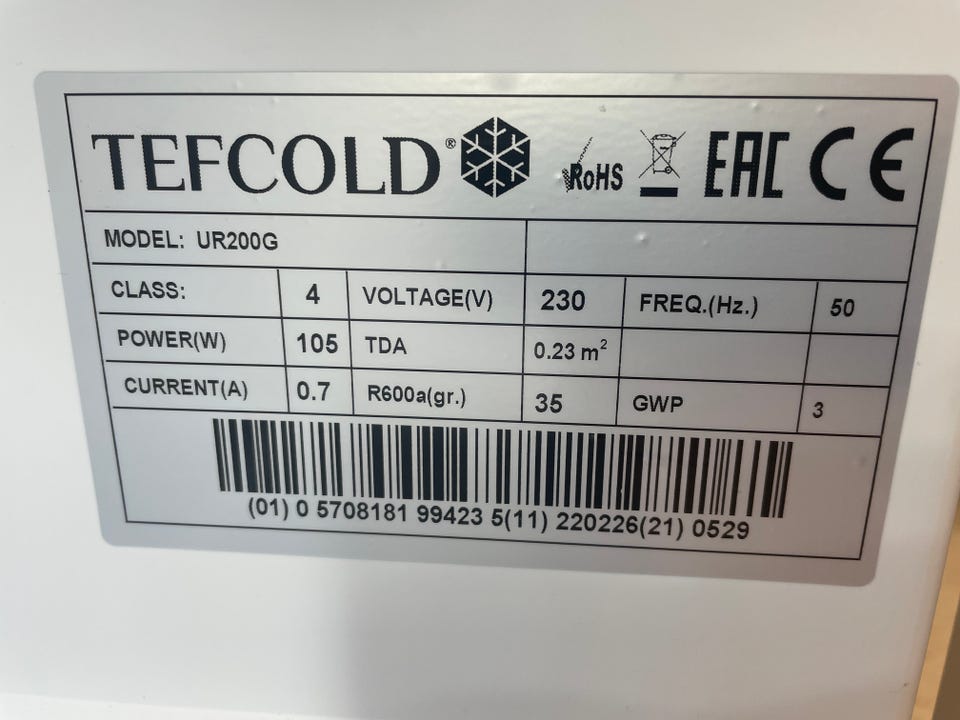 TEFCOLD® RoHS EAC CE
MODEL: UR200G
CLASS: 4 VOLTAGE(V) 230 FREQ.(Hz.) 50
POWER(W) 105 TDA 0.23 m²
CURRENT(A) 0.7 R600a(gr.) 35 GWP 3
(01) 0 5708181 99423 5(11) 220226(21) 0529